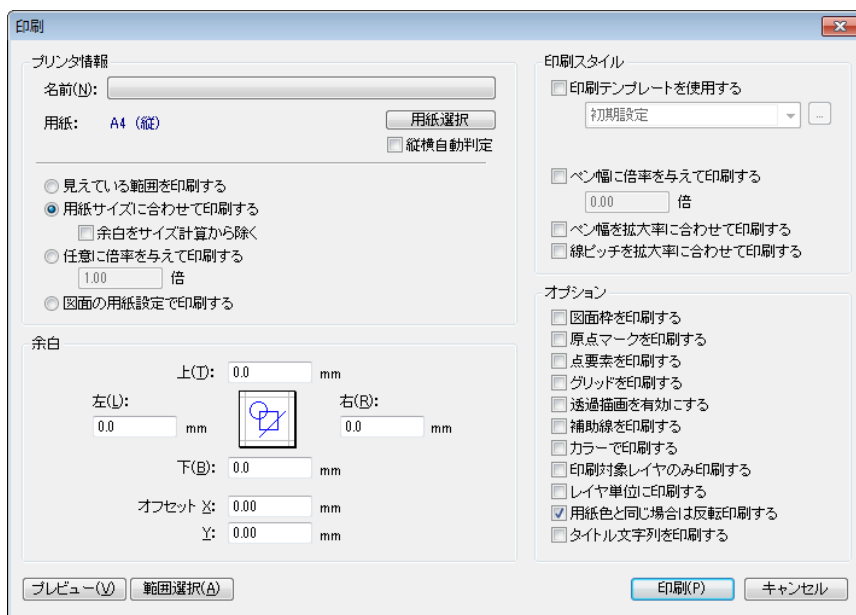 印刷
プリンタ情報
名前(N):
用紙: A4 (縦)
用紙選択
縦横自動判定
見えている範囲を印刷する
用紙サイズに合わせて印刷する
余白をサイズ計算から除く
任意に倍率を与えて印刷する
1.00 倍
図面の用紙設定で印刷する
余白
上(T): 0.0 mm
左(L):
0.0 mm
右(R):
0.0 mm
下(B): 0.0 mm
オフセット X: 0.00 mm
Y: 0.00 mm
印刷スタイル
印刷テンプレートを使用する
初期設定
...
ペン幅に倍率を与えて印刷する
0.00 倍
ペン幅を拡大率に合わせて印刷する
線ピッチを拡大率に合わせて印刷する
オプション
図面枠を印刷する
原点マークを印刷する
点要素を印刷する
グリッドを印刷する
透過描画を有効にする
補助線を印刷する
カラーで印刷する
印刷対象レイヤのみ印刷する
レイヤ単位に印刷する
用紙色と同じ場合は反転印刷する
タイトル文字列を印刷する
プレビュー(V) 範囲選択(A) 印刷(P) キャンセル